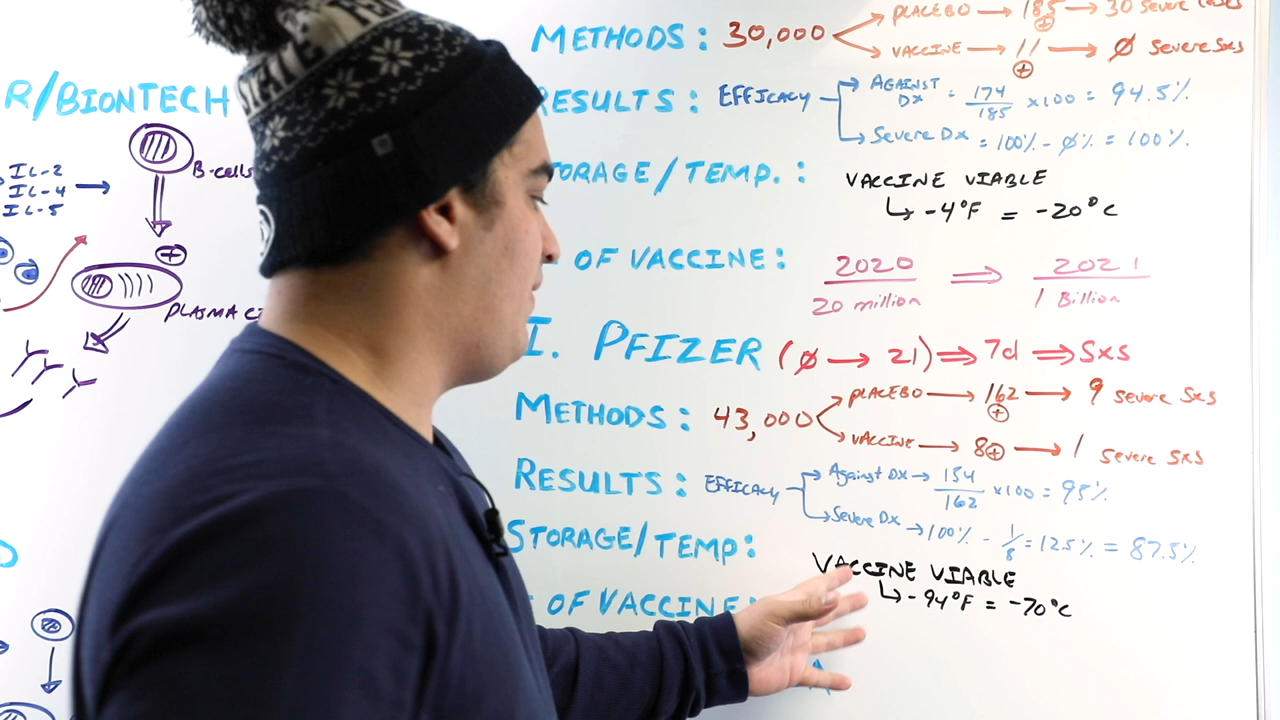 R/BIONTECH
IL-2
IL-4
IL-5
B-cells
PLASMA
METHODS: 30,000
PLACEBO → 185 → 30 severe
+
VACCINE → 11 → ∅ severe Sxs
+
RESULTS: EFFICACY
AGAINST DX = 174/185 x100 = 94.5%
Severe Dx = 100% - ∅% = 100%.
TORAGE/TEMP.:
VACCINE VIABLE
↳ -4°F = -20°C
OF VACCINE:
2020 ⇒ 2021
20 million
1 Billion
I. PFIZER (∅ → 21) ⇒ 7d ⇒ Sxs
METHODS: 43,000
PLACEBO → 162 → 9 severe Sxs
+
VACCINE → 8+ → 1 severe Sxs
RESULTS: EFFICACY
Against Dx → 154/162 x100 = 95%
Severe Dx → 100% - 1/8 = 12.5% = 87.5%
STORAGE/TEMP:
VACCINE VIABLE
↳ -94°F = -70°C
OF VACCINE: